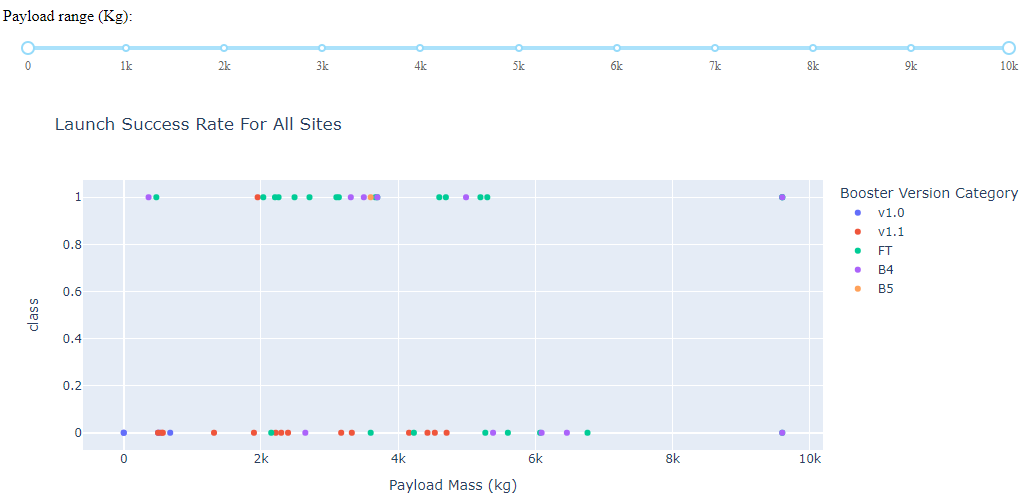 Payload range (Kg):
0 1k 2k 3k 4k 5k 6k 7k 8k 9k 10k
Launch Success Rate For All Sites
Booster Version Category
v1.0
v1.1
FT
B4
B5
class
1
0.8
0.6
0.4
0.2
0
0 2k 4k 6k 8k 10k
Payload Mass (kg)